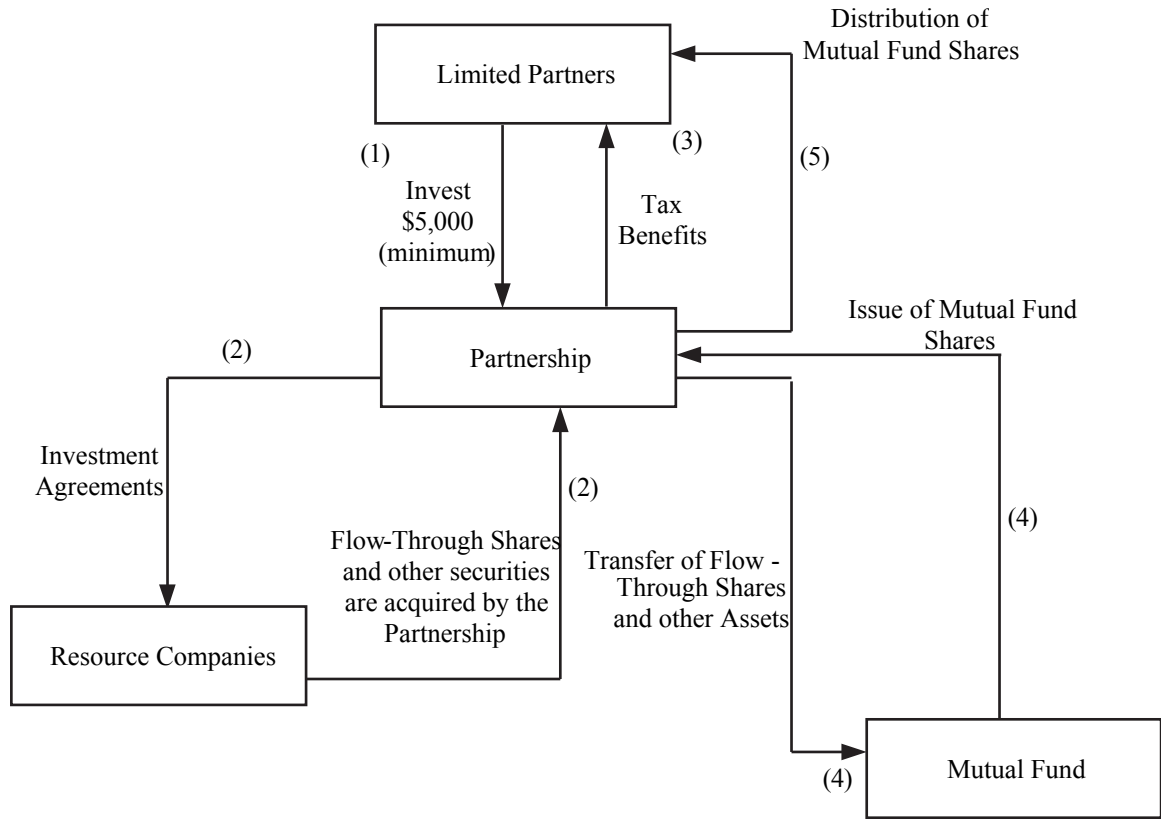 Distribution of
Mutual Fund Shares
Limited Partners
(1)
(3)
(5)
Invest
$5,000
(minimum)
Tax
Benefits
Issue of Mutual Fund
Shares
(2)
Partnership
Investment
Agreements
(2)
(4)
Flow-Through Shares
and other securities
are acquired by the
Partnership
Transfer of Flow -
Through Shares
and other Assets
Resource Companies
(4)
Mutual Fund